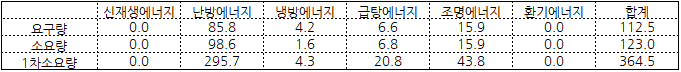 신재생에너지 난방에너지 냉방에너지 급탕에너지 조명에너지 환기에너지 합계
요구량 0.0 85.8 4.2 6.6 15.9 0.0 112.5
소요량 0.0 98.6 1.6 6.8 15.9 0.0 123.0
1차소요량 0.0 295.7 4.3 20.8 43.8 0.0 364.5